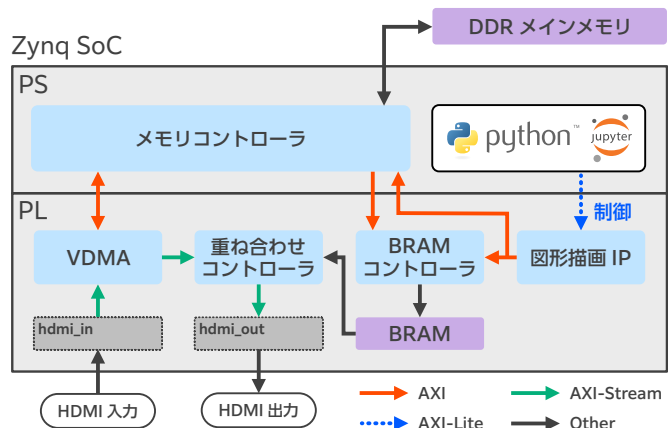 DDR メインメモリ
Zynq SoC
PS
メモリコントローラ
python™
jupyter
PL
制御
VDMA
重ね合わせ
コントローラ
BRAM
コントローラ
図形描画 IP
hdmi_in
hdmi_out
BRAM
HDMI 入力
HDMI 出力
AXI
AXI-Stream
AXI-Lite
Other